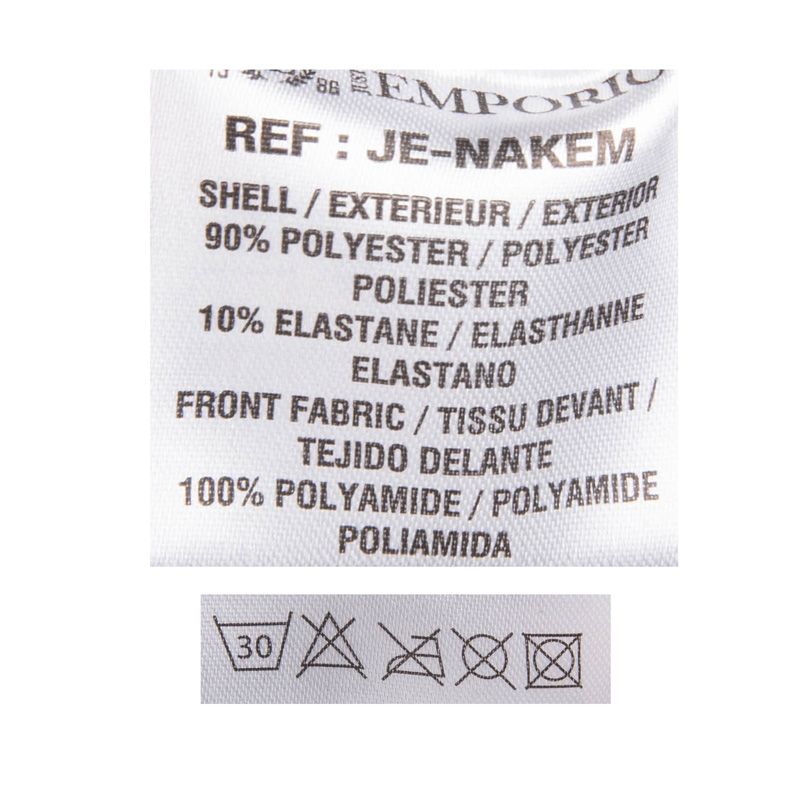 86
EMPORIO
REF : JE-NAKEM
SHELL / EXTERIEUR / EXTERIOR
90% POLYESTER / POLYESTER
POLIESTER
10% ELASTANE / ELASTHANNE
ELASTANO
FRONT FABRIC / TISSU DEVANT /
TEJIDO DELANTE
100% POLYAMIDE / POLYAMIDE
POLIAMIDA
30